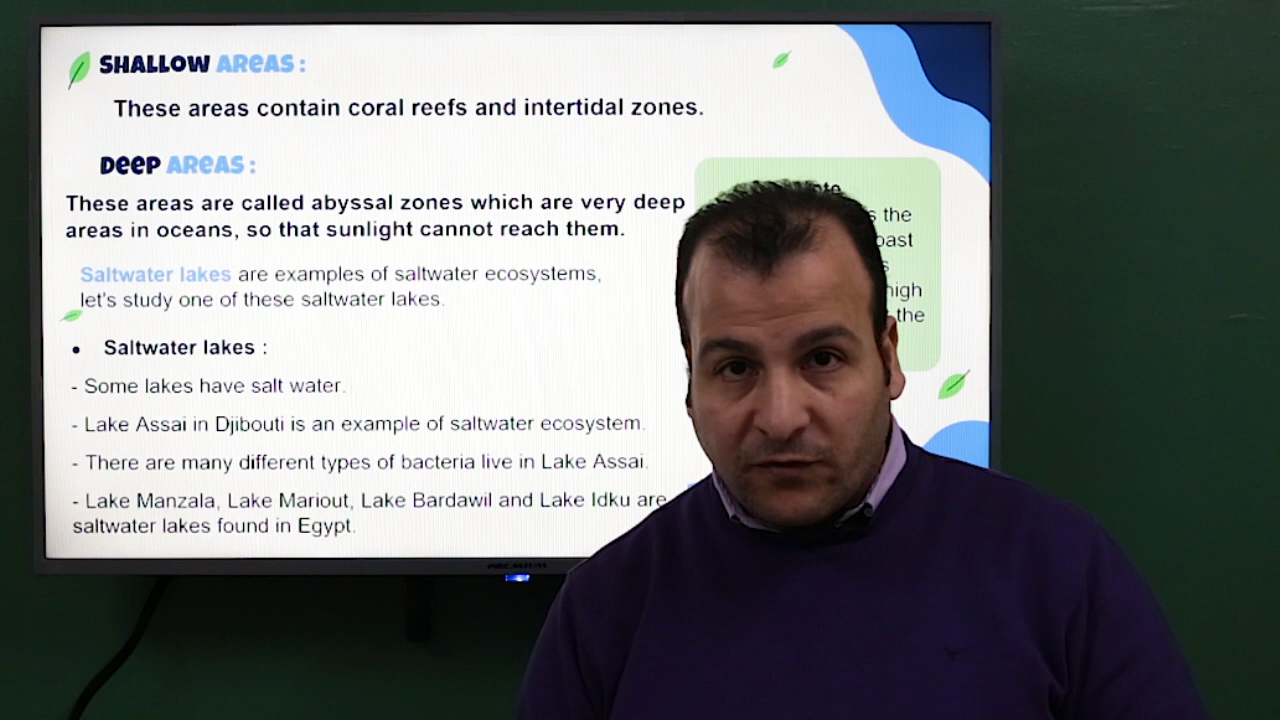 SHALLOW AREAS :
These areas contain coral reefs and intertidal zones.
DEEP AREAS :
These areas are called abyssal zones which are very deep
areas in oceans, so that sunlight cannot reach them.
Saltwater lakes are examples of saltwater ecosystems,
let's study one of these saltwater lakes.
• Saltwater lakes :
- Some lakes have salt water.
- Lake Assai in Djibouti is an example of saltwater ecosystem.
- There are many different types of bacteria live in Lake Assai.
- Lake Manzala, Lake Mariout, Lake Bardawil and Lake Idku are
saltwater lakes found in Egypt.
the
the